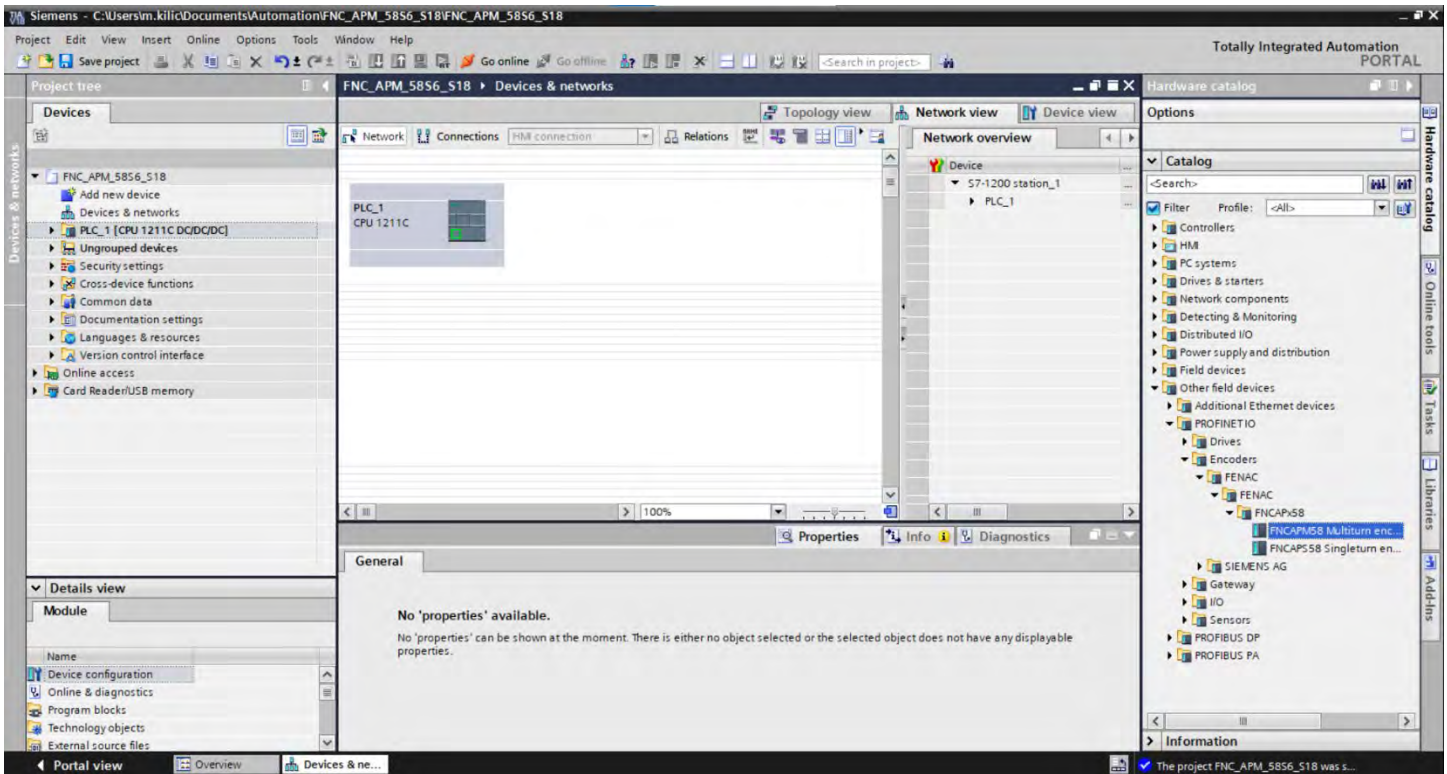 Siemens - C:\Users\m.kilic\Documents\Automation\FNC_APM_58S6_S18\FNC_APM_58S6_S18
Project Edit View Insert Online Options Tools Window Help
Totally Integrated Automation
PORTAL
Save project Go online Go offline <Search in project>
Project tree
Devices
FNC_APM_58S6_S18
Add new device
Devices & networks
PLC_1 [CPU 1211C DC/DC/DC]
Ungrouped devices
Security settings
Cross-device functions
Common data
Documentation settings
Languages & resources
Version control interface
Online access
Card Reader/USB memory
Details view
Module
Name
Device configuration
Online & diagnostics
Program blocks
Technology objects
External source files
Devices & networks
FNC_APM_58S6_S18 Devices & networks
Topology view Network view Device view
Network Connections HMI connection Relations
PLC_1
CPU 1211C
100%
Network overview
Device
S7-1200 station_1 ...
PLC_1 ...
Properties Info Diagnostics
General
No 'properties' available.
No 'properties' can be shown at the moment. There is either no object selected or the selected object does not have any displayable
properties.
Hardware catalog
Options
Catalog
<Search>
Filter Profile: <All>
Controllers
HMI
PC systems
Drives & starters
Network components
Detecting & Monitoring
Distributed I/O
Power supply and distribution
Field devices
Other field devices
Additional Ethernet devices
PROFINET IO
Drives
Encoders
FENAC
FENAC
FNCAPx58
FNCAPM58 Multiturn enc...
FNCAPS58 Singleturn en...
SIEMENS AG
Gateway
I/O
Sensors
PROFIBUS DP
PROFIBUS PA
Information
Hardware catalog
Online tools
Tasks
Libraries
Add-Ins
Portal view Overview Devices & ne...
The project FNC_APM_58S6_S18 was s...